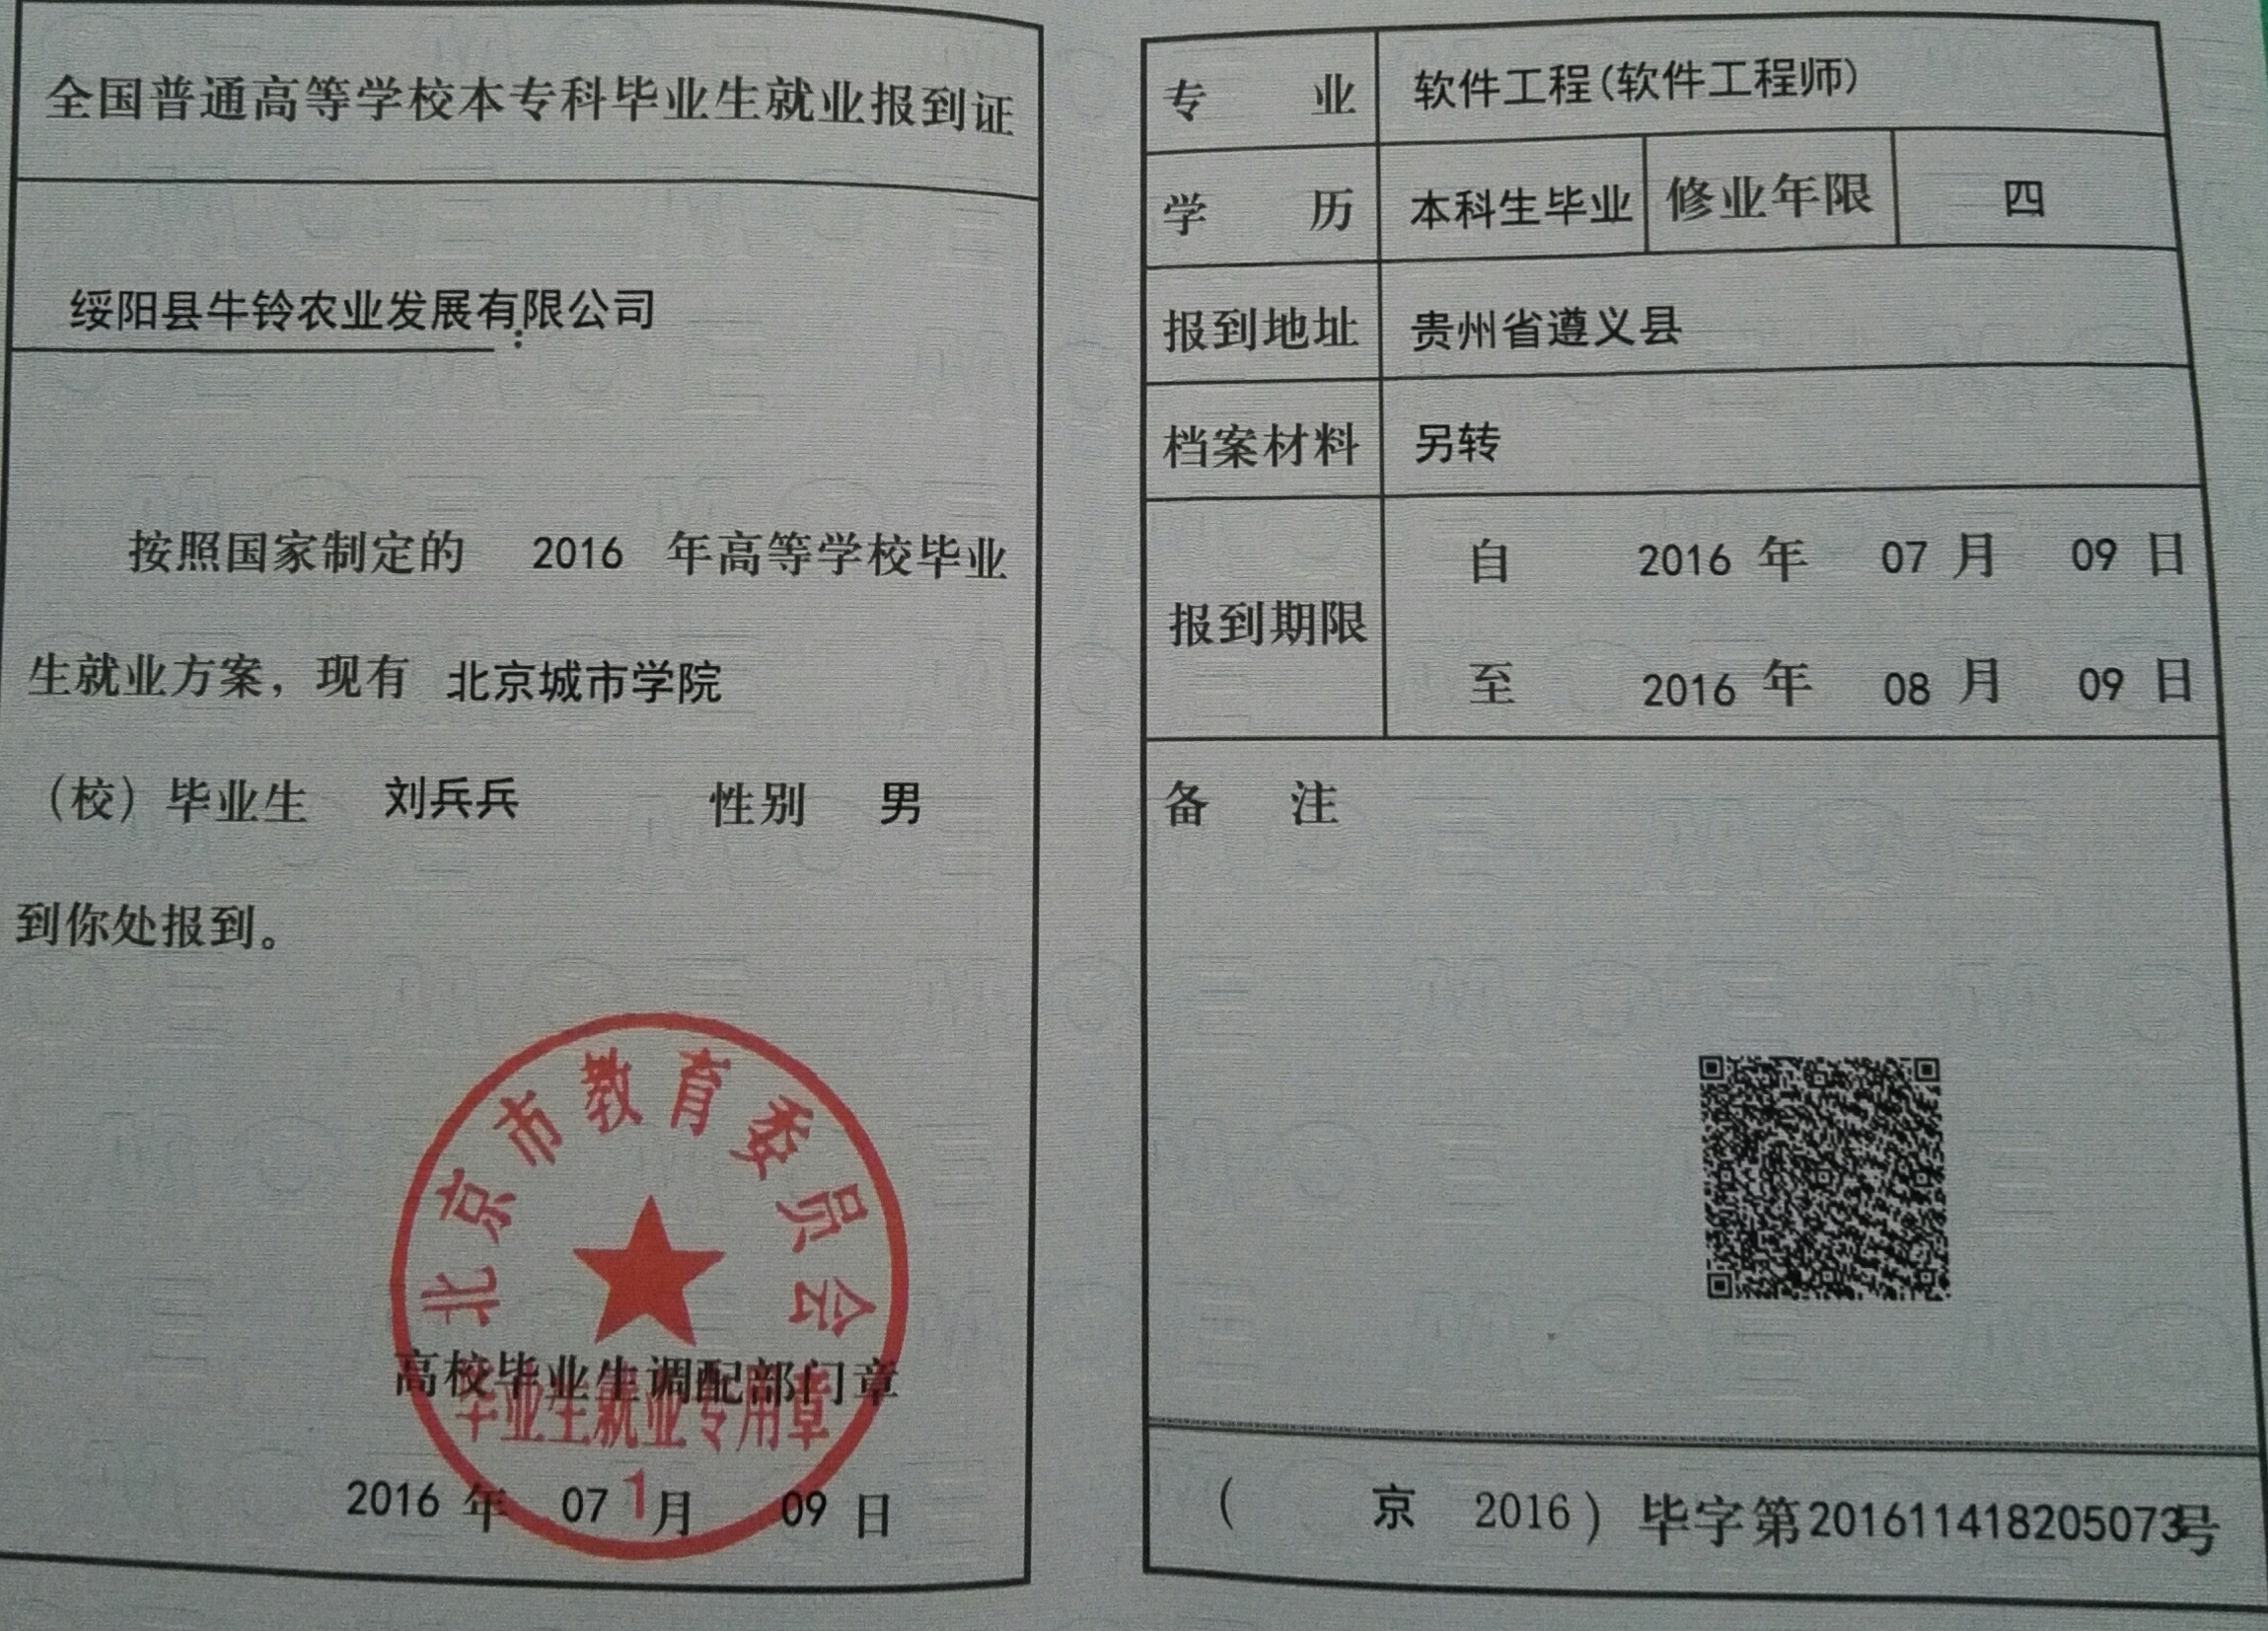 全国普通高等学校本专科毕业生就业报到证
绥阳县牛铃农业发展有限公司：
按照国家制定的 2016 年高等学校毕业
生就业方案，现有 北京城市学院
（校）毕业生 刘兵兵 性别 男
到你处报到。
北京市教育委员会
高校毕业生调配部门章
毕业生就业专用章
1
2016 年 07 月 09 日
专业 软件工程(软件工程师)
学历 本科生毕业 修业年限 四
报到地址 贵州省遵义县
档案材料 另转
报到期限
自 2016 年 07 月 09 日
至 2016 年 08 月 09 日
备注
（ 京 2016 ）毕字第201611418205073号